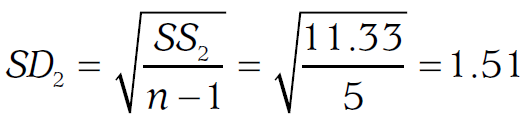 SD₂ = √(SS₂ / (n − 1)) = √(11.33 / 5) = 1.51